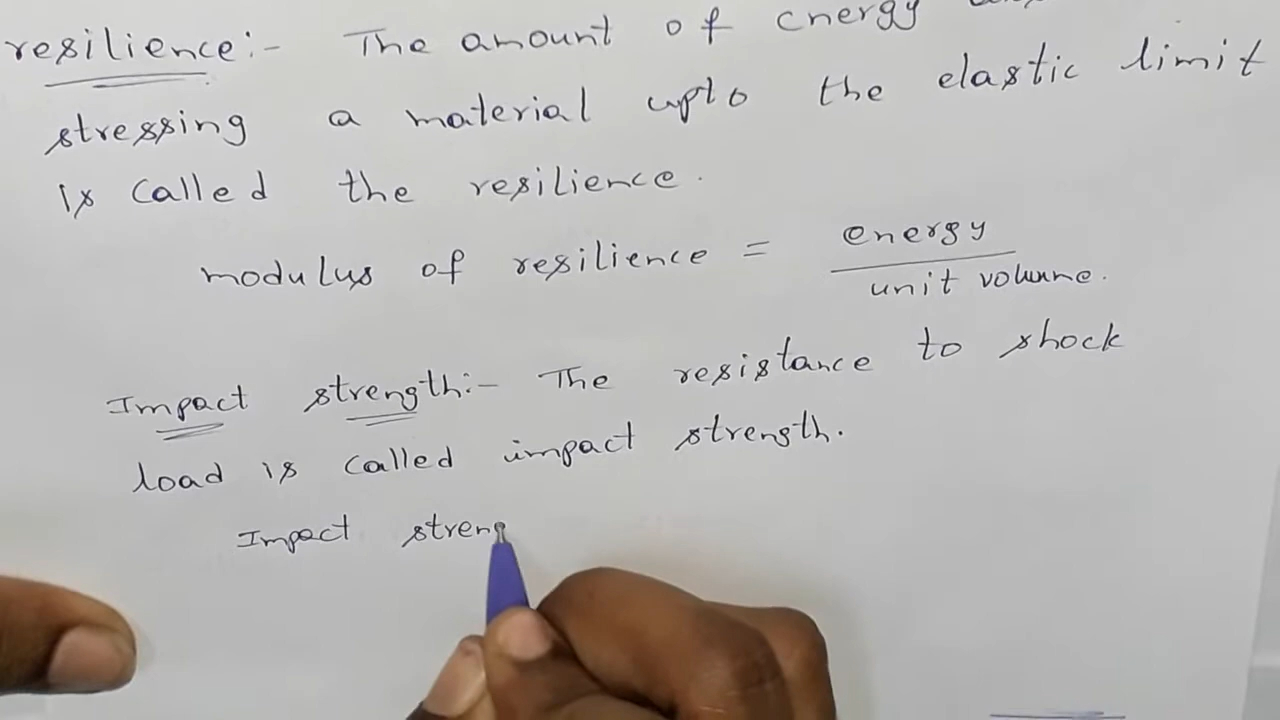 resilience:- The amount of energy
stressing a material upto the elastic limit
is called the resilience.
modulus of resilience = energy
unit volume.
Impact strength:- The resistance to shock
load is called impact strength.
Impact streng